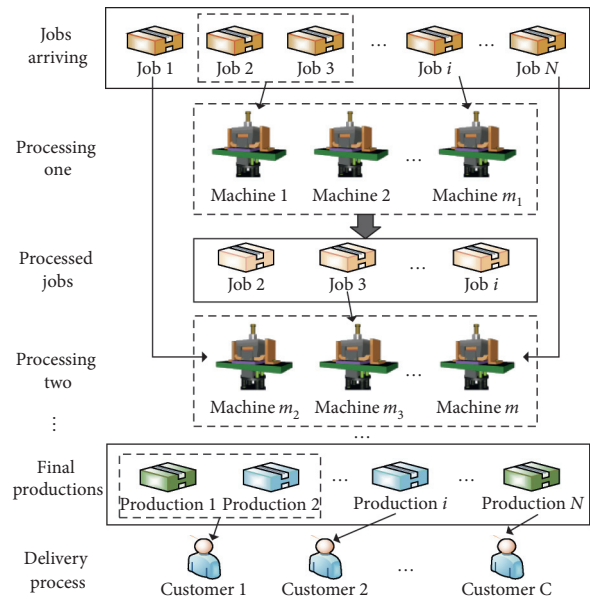 Jobs
arriving
Job 1 Job 2 Job 3 ... Job i ... Job N
Processing
one
Machine 1 Machine 2 ... Machine m₁
Processed
jobs
Job 2 Job 3 ... Job i
Processing
two
Machine m₂ Machine m₃ ... Machine m
⋮ ...
Final
productions
Production 1 Production 2 ... Production i ... Production N
Delivery
process
Customer 1 Customer 2 ... Customer C